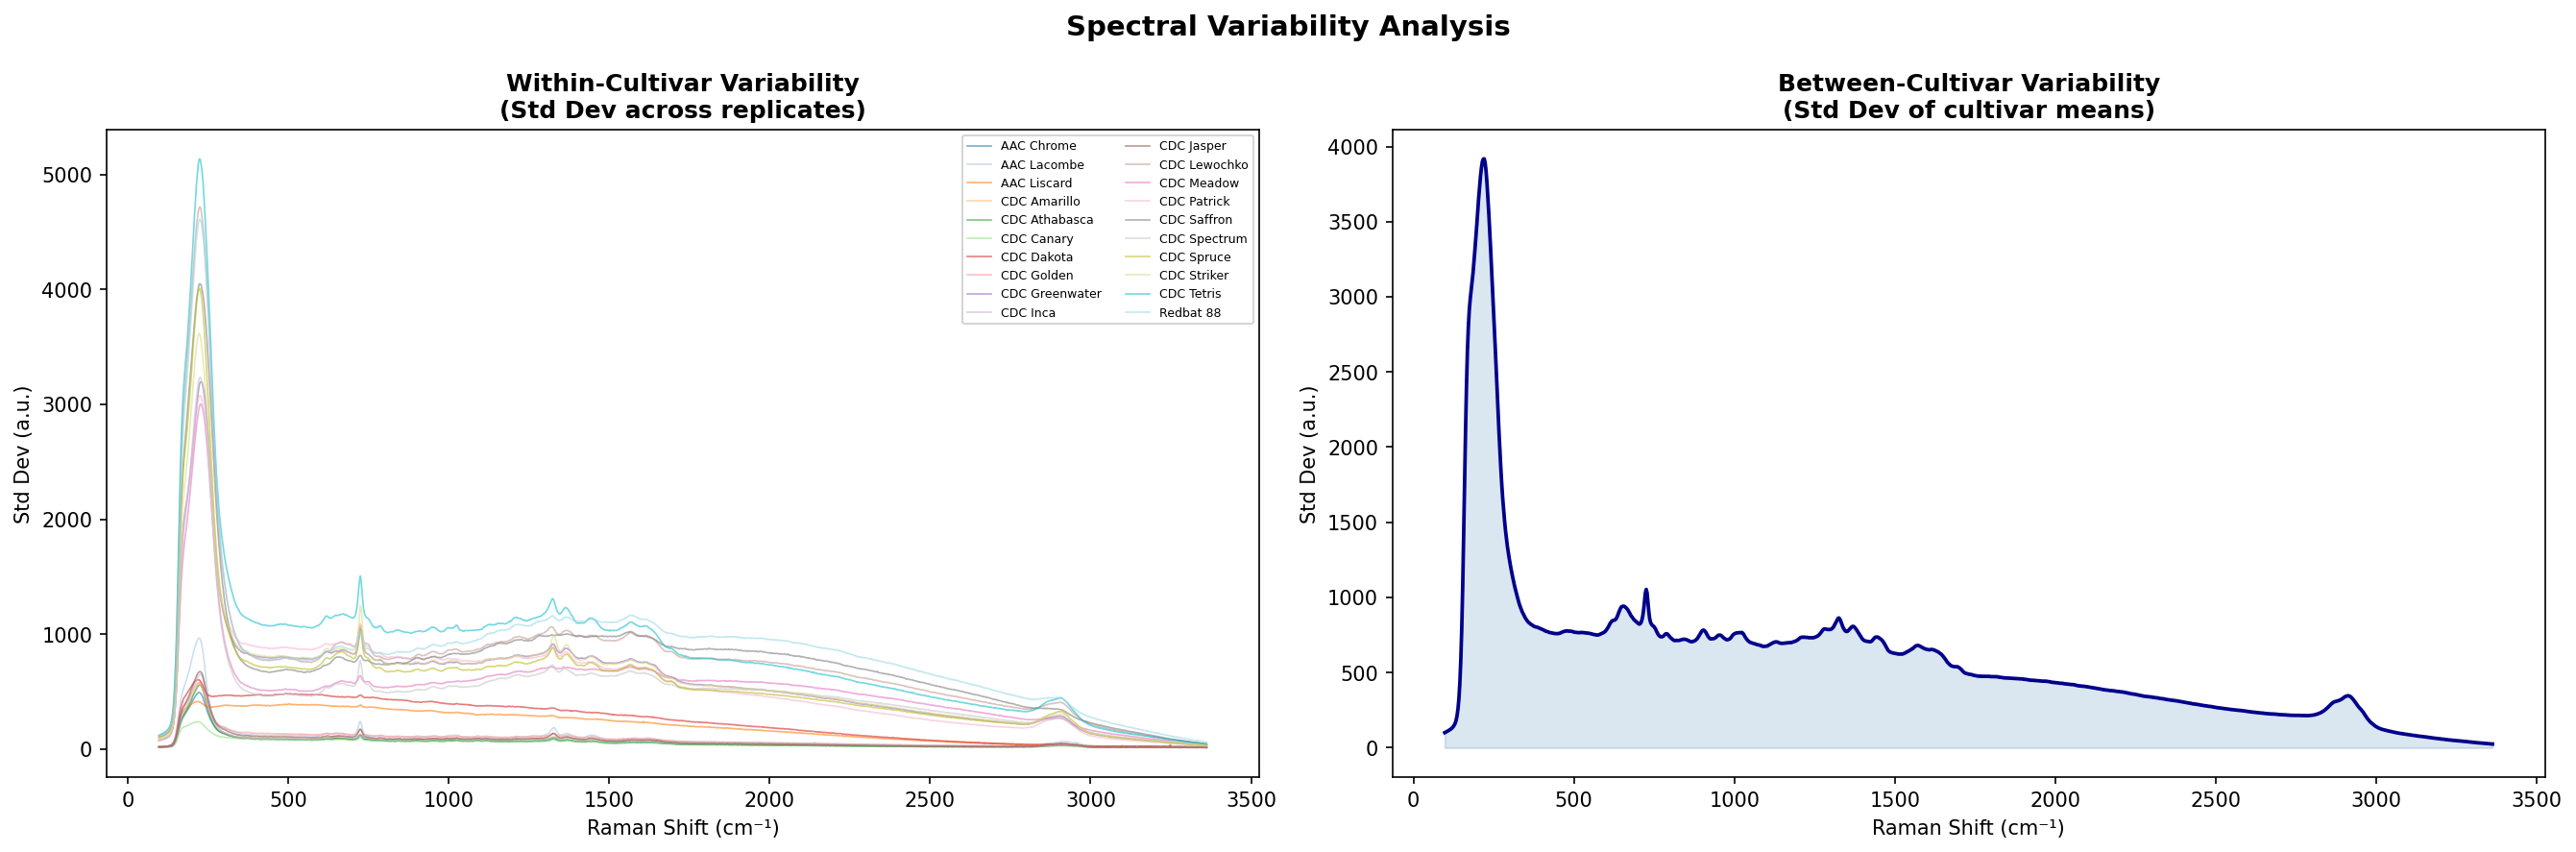 Spectral Variability Analysis
Within-Cultivar Variability
(Std Dev across replicates)
Std Dev (a.u.)
5000
4000
3000
2000
1000
0
AAC Chrome
AAC Lacombe
AAC Liscard
CDC Amarillo
CDC Athabasca
CDC Canary
CDC Dakota
CDC Golden
CDC Greenwater
CDC Inca
CDC Jasper
CDC Lewochko
CDC Meadow
CDC Patrick
CDC Saffron
CDC Spectrum
CDC Spruce
CDC Striker
CDC Tetris
Redbat 88
0 500 1000 1500 2000 2500 3000 3500
Raman Shift (cm⁻¹)
Between-Cultivar Variability
(Std Dev of cultivar means)
Std Dev (a.u.)
4000
3500
3000
2500
2000
1500
1000
500
0
0 500 1000 1500 2000 2500 3000 3500
Raman Shift (cm⁻¹)